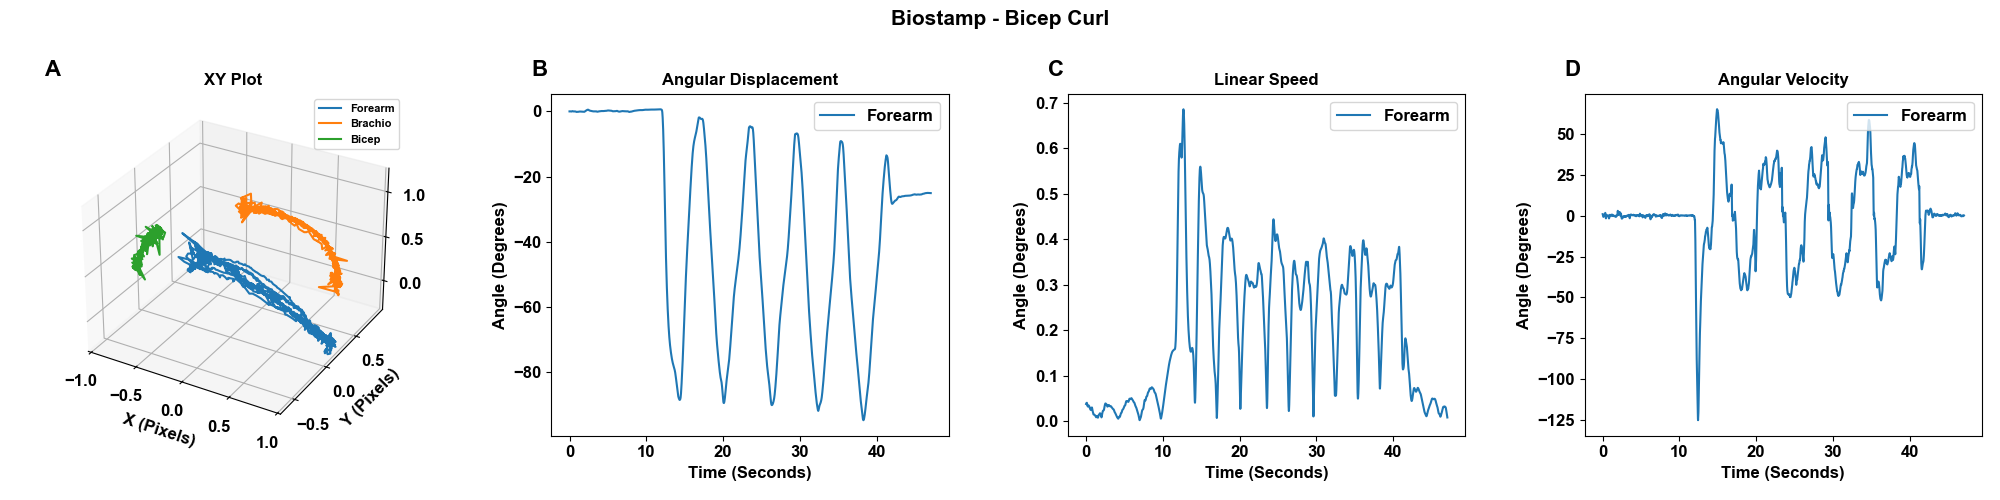 Biostamp - Bicep Curl
A
XY Plot
Forearm
Brachio
Bicep
1.0
0.5
0.0
−1.0
−0.5
0.0
0.5
1.0
X (Pixels)
−0.5
0.0
0.5
Y (Pixels)
B
Angular Displacement
Forearm
0
−20
−40
−60
−80
Angle (Degrees)
0
10
20
30
40
Time (Seconds)
C
Linear Speed
Forearm
0.7
0.6
0.5
0.4
0.3
0.2
0.1
0.0
Angle (Degrees)
0
10
20
30
40
Time (Seconds)
D
Angular Velocity
Forearm
50
25
0
−25
−50
−75
−100
−125
Angle (Degrees)
0
10
20
30
40
Time (Seconds)